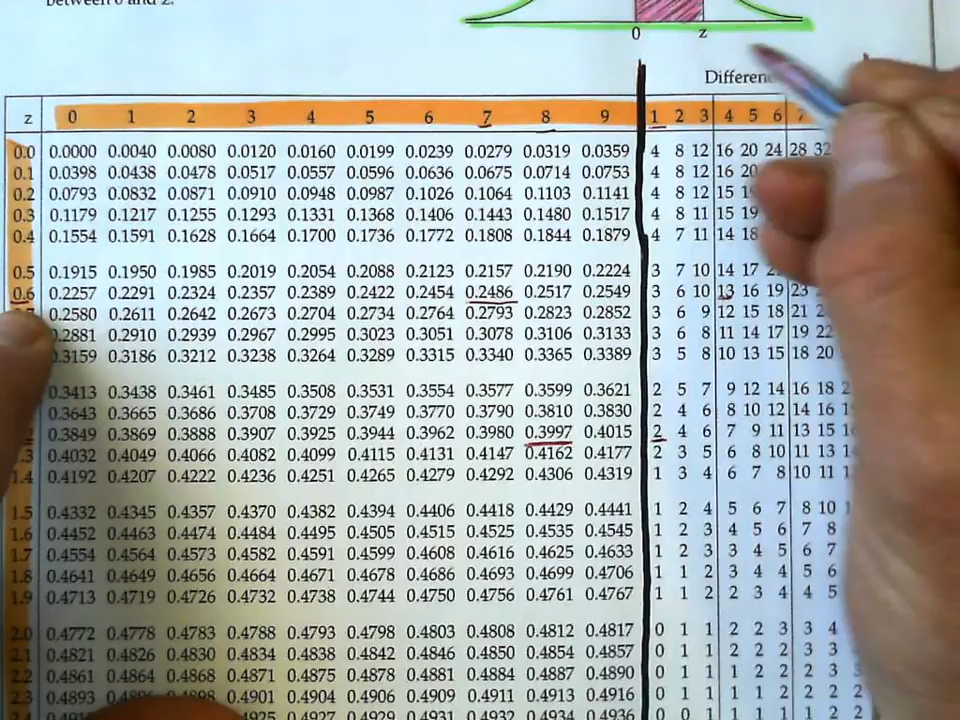 between 0 and z.
0 z
z 0 1 2 3 4 5 6 7 8 9 1 2 3 4 5 6 7
0.0 0.0000 0.0040 0.0080 0.0120 0.0160 0.0199 0.0239 0.0279 0.0319 0.0359 4 8 12 16 20 24 28 32
0.1 0.0398 0.0438 0.0478 0.0517 0.0557 0.0596 0.0636 0.0675 0.0714 0.0753 4 8 12 16 20
0.2 0.0793 0.0832 0.0871 0.0910 0.0948 0.0987 0.1026 0.1064 0.1103 0.1141 4 8 12 15
0.3 0.1179 0.1217 0.1255 0.1293 0.1331 0.1368 0.1406 0.1443 0.1480 0.1517 4 8 11 15 19
0.4 0.1554 0.1591 0.1628 0.1664 0.1700 0.1736 0.1772 0.1808 0.1844 0.1879 4 7 11 14 18
0.5 0.1915 0.1950 0.1985 0.2019 0.2054 0.2088 0.2123 0.2157 0.2190 0.2224 3 7 10 14 17
0.6 0.2257 0.2291 0.2324 0.2357 0.2389 0.2422 0.2454 0.2486 0.2517 0.2549 3 6 10 13 16 19 23
0.2580 0.2611 0.2642 0.2673 0.2704 0.2734 0.2764 0.2793 0.2823 0.2852 3 6 9 12 15 18 21
0.2881 0.2910 0.2939 0.2967 0.2995 0.3023 0.3051 0.3078 0.3106 0.3133 3 6 8 11 14 17 19 22
0.3159 0.3186 0.3212 0.3238 0.3264 0.3289 0.3315 0.3340 0.3365 0.3389 3 5 8 10 13 15 18 20
0.3413 0.3438 0.3461 0.3485 0.3508 0.3531 0.3554 0.3577 0.3599 0.3621 2 5 7 9 12 14 16 18
0.3643 0.3665 0.3686 0.3708 0.3729 0.3749 0.3770 0.3790 0.3810 0.3830 2 4 6 8 10 12 14 16
0.3849 0.3869 0.3888 0.3907 0.3925 0.3944 0.3962 0.3980 0.3997 0.4015 2 4 6 7 9 11 13 15
0.4032 0.4049 0.4066 0.4082 0.4099 0.4115 0.4131 0.4147 0.4162 0.4177 2 3 5 6 8 10 11 13
1.4 0.4192 0.4207 0.4222 0.4236 0.4251 0.4265 0.4279 0.4292 0.4306 0.4319 1 3 4 6 7 8 10 11
1.5 0.4332 0.4345 0.4357 0.4370 0.4382 0.4394 0.4406 0.4418 0.4429 0.4441 1 2 4 5 6 7 8 10
1.6 0.4452 0.4463 0.4474 0.4484 0.4495 0.4505 0.4515 0.4525 0.4535 0.4545 1 2 3 4 5 6 7 8
1.7 0.4554 0.4564 0.4573 0.4582 0.4591 0.4599 0.4608 0.4616 0.4625 0.4633 1 2 3 3 4 5 6 7
1.8 0.4641 0.4649 0.4656 0.4664 0.4671 0.4678 0.4686 0.4693 0.4699 0.4706 1 1 2 3 4 4 5 6
1.9 0.4713 0.4719 0.4726 0.4732 0.4738 0.4744 0.4750 0.4756 0.4761 0.4767 1 1 2 2 3 4 4 5
2.0 0.4772 0.4778 0.4783 0.4788 0.4793 0.4798 0.4803 0.4808 0.4812 0.4817 0 1 1 2 2 3 3 4
2.1 0.4821 0.4826 0.4830 0.4834 0.4838 0.4842 0.4846 0.4850 0.4854 0.4857 0 1 1 2 2 2 3 3
2.2 0.4861 0.4864 0.4868 0.4871 0.4875 0.4878 0.4881 0.4884 0.4887 0.4890 0 1 1 1 2 2 2 3
2.3 0.4893 0.4901 0.4904 0.4906 0.4909 0.4911 0.4913 0.4916 0 1 1 1 1 2 2 2
0.4927 0.4929 0.4931 0.4932 0.4934 0.4936 0 0 1 1 1 1 1 2